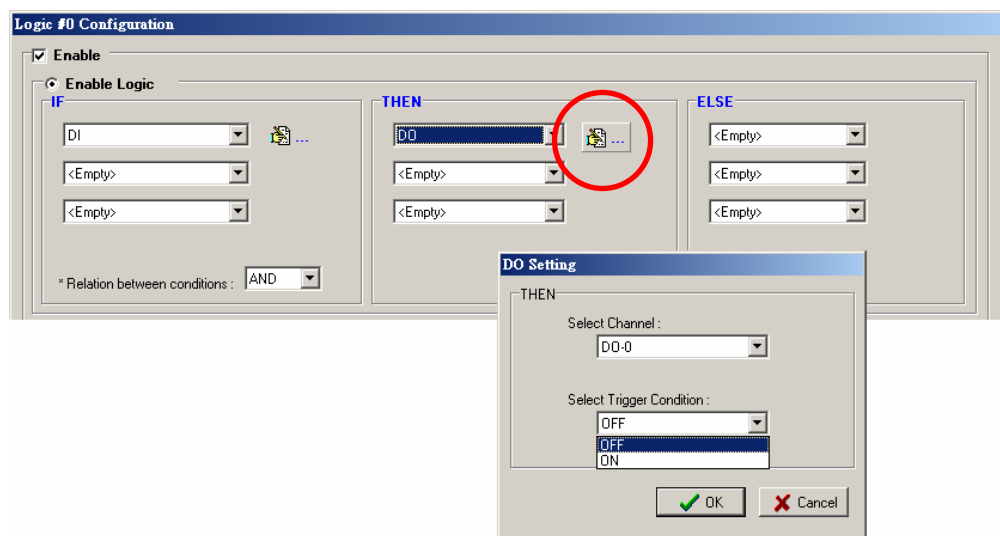 Logic #0 Configuration
Enable
Enable Logic
IF
DI
...
<Empty>
<Empty>
* Relation between conditions : AND
THEN
DO
...
<Empty>
<Empty>
ELSE
<Empty>
<Empty>
<Empty>
DO Setting
THEN
Select Channel :
DO-0
Select Trigger Condition :
OFF
OFF
ON
OK
Cancel